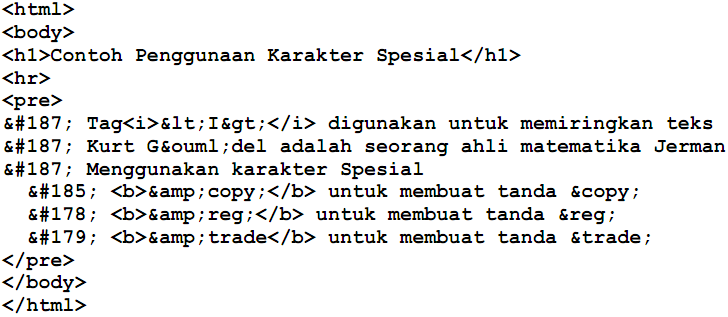 <html>
<body>
<h1>Contoh Penggunaan Karakter Spesial</h1>
<hr>
<pre>
&#187; Tag<i>&lt;I&gt;</i> digunakan untuk memiringkan teks
&#187; Kurt G&ouml;del adalah seorang ahli matematika Jerman
&#187; Menggunakan karakter Spesial
  &#185; <b>&amp;copy;</b> untuk membuat tanda &copy;
  &#178; <b>&amp;reg;</b> untuk membuat tanda &reg;
  &#179; <b>&amp;trade</b> untuk membuat tanda &trade;
</pre>
</body>
</html>